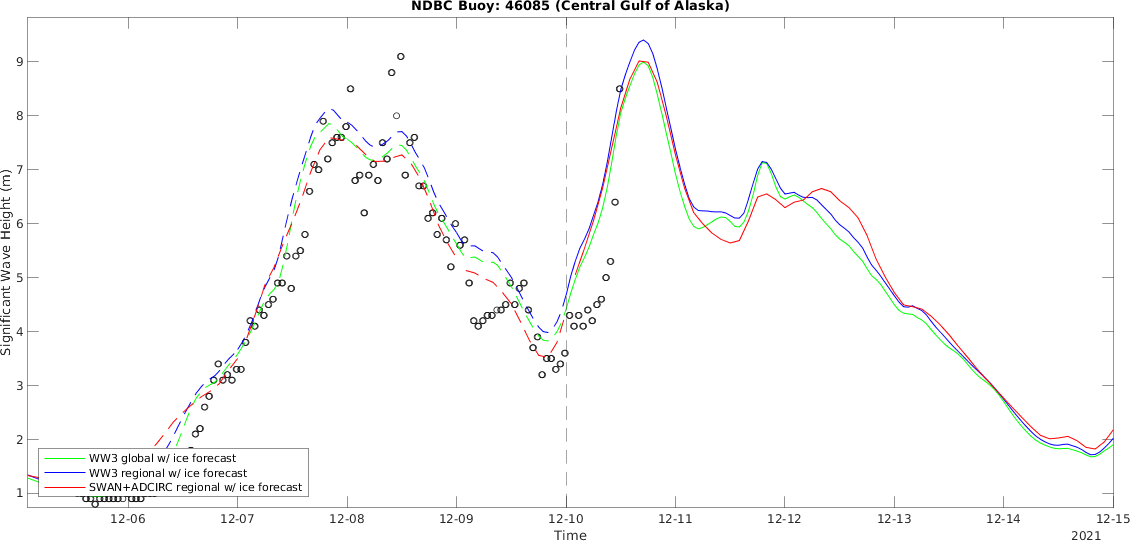 NDBC Buoy: 46085 (Central Gulf of Alaska)
Significant Wave Height (m)
9
8
7
6
5
4
3
2
1
WW3 global w/ ice forecast
WW3 regional w/ ice forecast
SWAN+ADCIRC regional w/ ice forecast
12-06 12-07 12-08 12-09 12-10 12-11 12-12 12-13 12-14 12-15
Time
2021